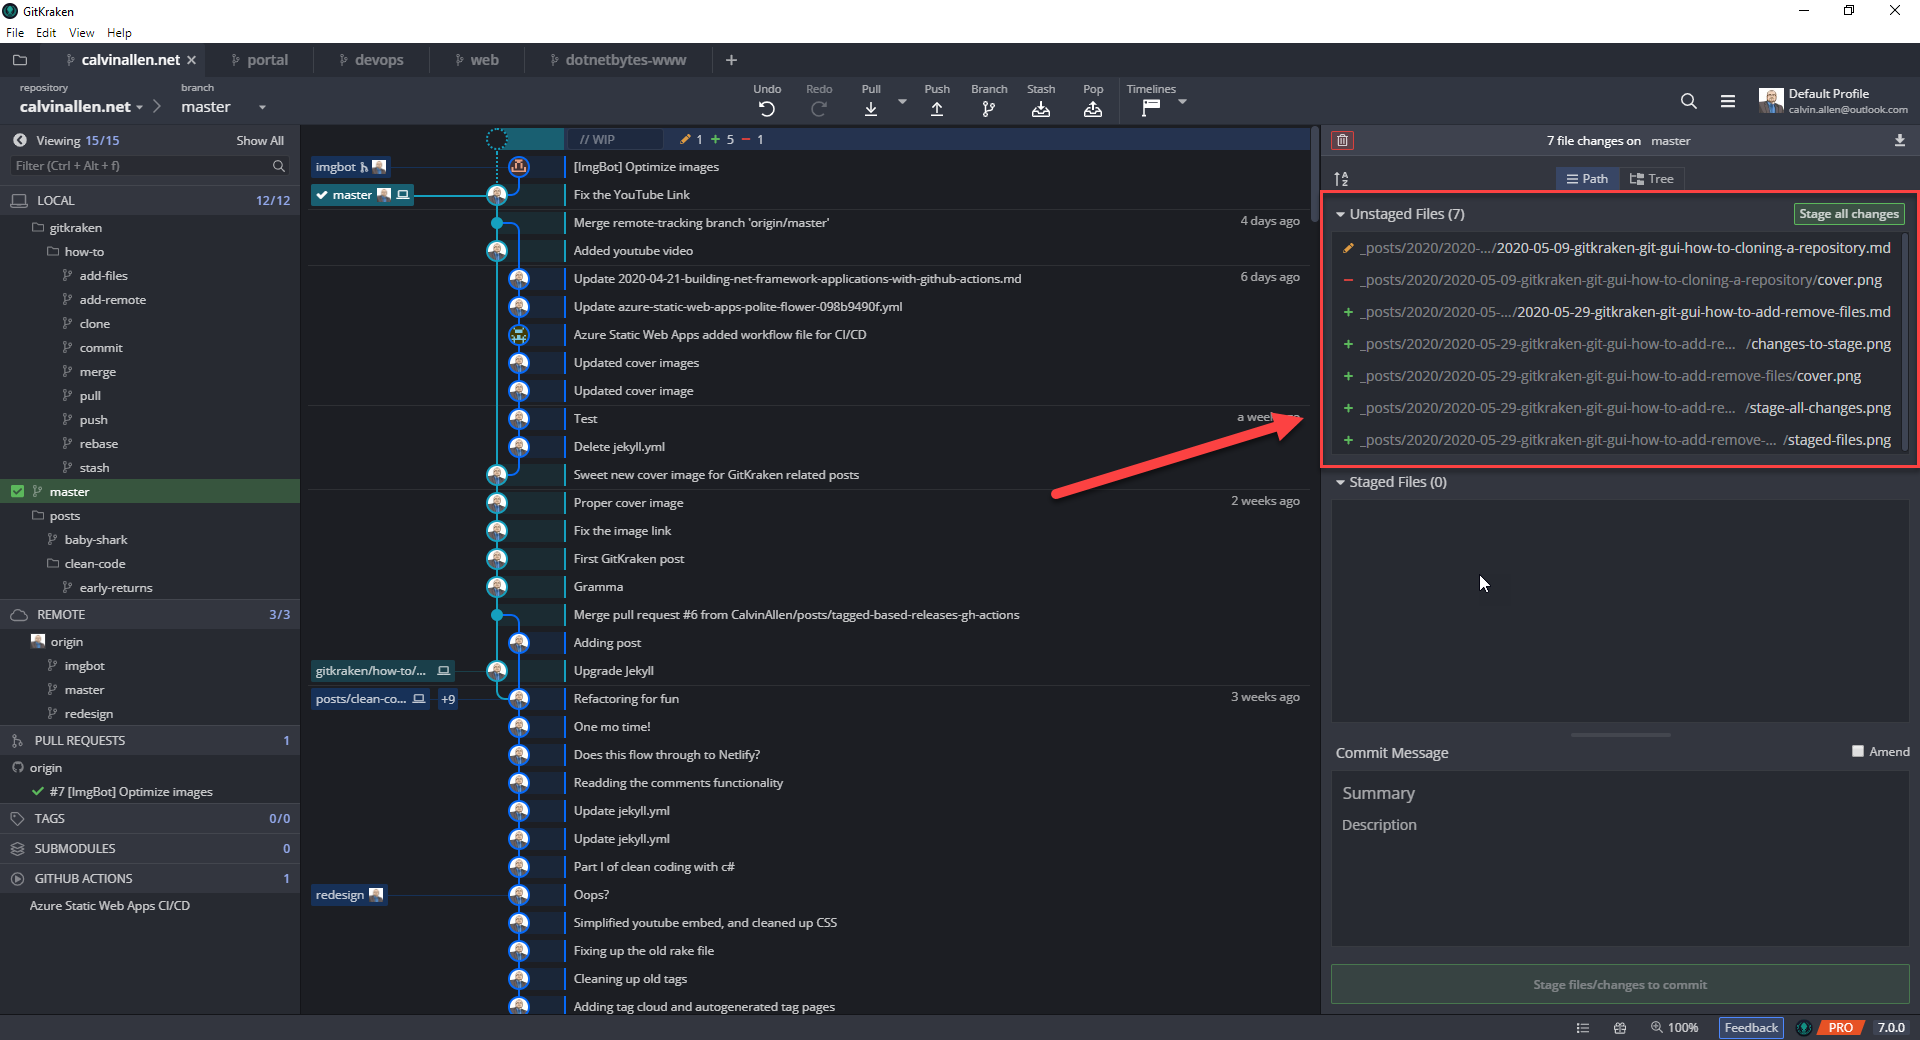 GitKraken
File Edit View Help
calvinallen.net
portal
devops
web
dotnetbytes-www
repository
calvinallen.net
branch
master
Undo
Redo
Pull
Push
Branch
Stash
Pop
Timelines
Default Profile
calvin.allen@outlook.com
Viewing 15/15
Show All
Filter (Ctrl + Alt + f)
LOCAL 12/12
gitkraken
how-to
add-files
add-remote
clone
commit
merge
pull
push
rebase
stash
master
posts
baby-shark
clean-code
early-returns
REMOTE 3/3
origin
imgbot
master
redesign
PULL REQUESTS 1
origin
#7 [ImgBot] Optimize images
TAGS 0/0
SUBMODULES 0
GITHUB ACTIONS 1
Azure Static Web Apps CI/CD
// WIP 1 + 5 − 1
imgbot [ImgBot] Optimize images
master Fix the YouTube Link
Merge remote-tracking branch 'origin/master' 4 days ago
Added youtube video
Update 2020-04-21-building-net-framework-applications-with-github-actions.md 6 days ago
Update azure-static-web-apps-polite-flower-098b9490f.yml
Azure Static Web Apps added workflow file for CI/CD
Updated cover images
Updated cover image
Test a week ago
Delete jekyll.yml
Sweet new cover image for GitKraken related posts
Proper cover image 2 weeks ago
Fix the image link
First GitKraken post
Gramma
Merge pull request #6 from CalvinAllen/posts/tagged-based-releases-gh-actions
Adding post
gitkraken/how-to/... Upgrade Jekyll
posts/clean-co... +9 Refactoring for fun 3 weeks ago
One mo time!
Does this flow through to Netlify?
Readding the comments functionality
Update jekyll.yml
Update jekyll.yml
Part I of clean coding with c#
redesign Oops?
Simplified youtube embed, and cleaned up CSS
Fixing up the old rake file
Cleaning up old tags
Adding tag cloud and autogenerated tag pages
7 file changes on master
Path
Tree
Unstaged Files (7)
Stage all changes
_posts/2020/2020-.../2020-05-09-gitkraken-git-gui-how-to-cloning-a-repository.md
− _posts/2020/2020-05-09-gitkraken-git-gui-how-to-cloning-a-repository/cover.png
+ _posts/2020/2020-05-.../2020-05-29-gitkraken-git-gui-how-to-add-remove-files.md
+ _posts/2020/2020-05-29-gitkraken-git-gui-how-to-add-re... /changes-to-stage.png
+ _posts/2020/2020-05-29-gitkraken-git-gui-how-to-add-remove-files/cover.png
+ _posts/2020/2020-05-29-gitkraken-git-gui-how-to-add-re... /stage-all-changes.png
+ _posts/2020/2020-05-29-gitkraken-git-gui-how-to-add-remove-... /staged-files.png
Staged Files (0)
Commit Message
Amend
Summary
Description
Stage files/changes to commit
100%
Feedback
PRO
7.0.0